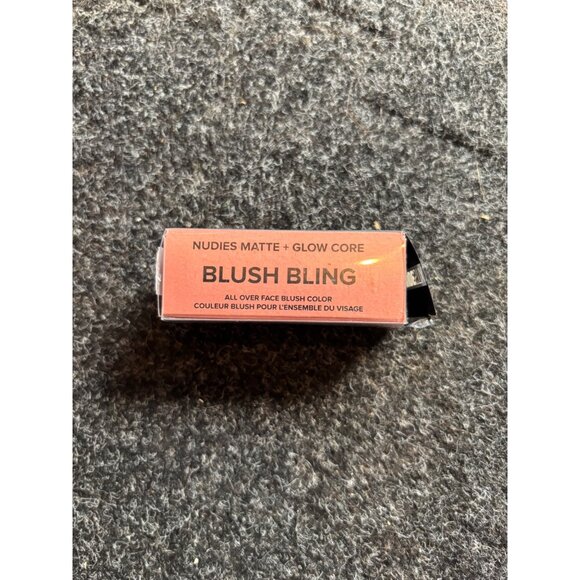 NUDIES MATTE + GLOW CORE
BLUSH BLING
ALL OVER FACE BLUSH COLOR
COULEUR BLUSH POUR L'ENSEMBLE DU VISAGE